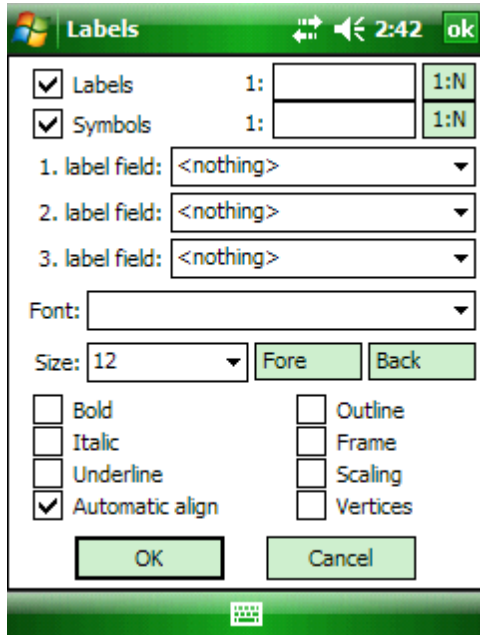 Labels 2:42 ok
Labels 1: 1:N
Symbols 1: 1:N
1. label field: <nothing>
2. label field: <nothing>
3. label field: <nothing>
Font:
Size: 12 Fore Back
Bold Outline
Italic Frame
Underline Scaling
Automatic align Vertices
OK Cancel